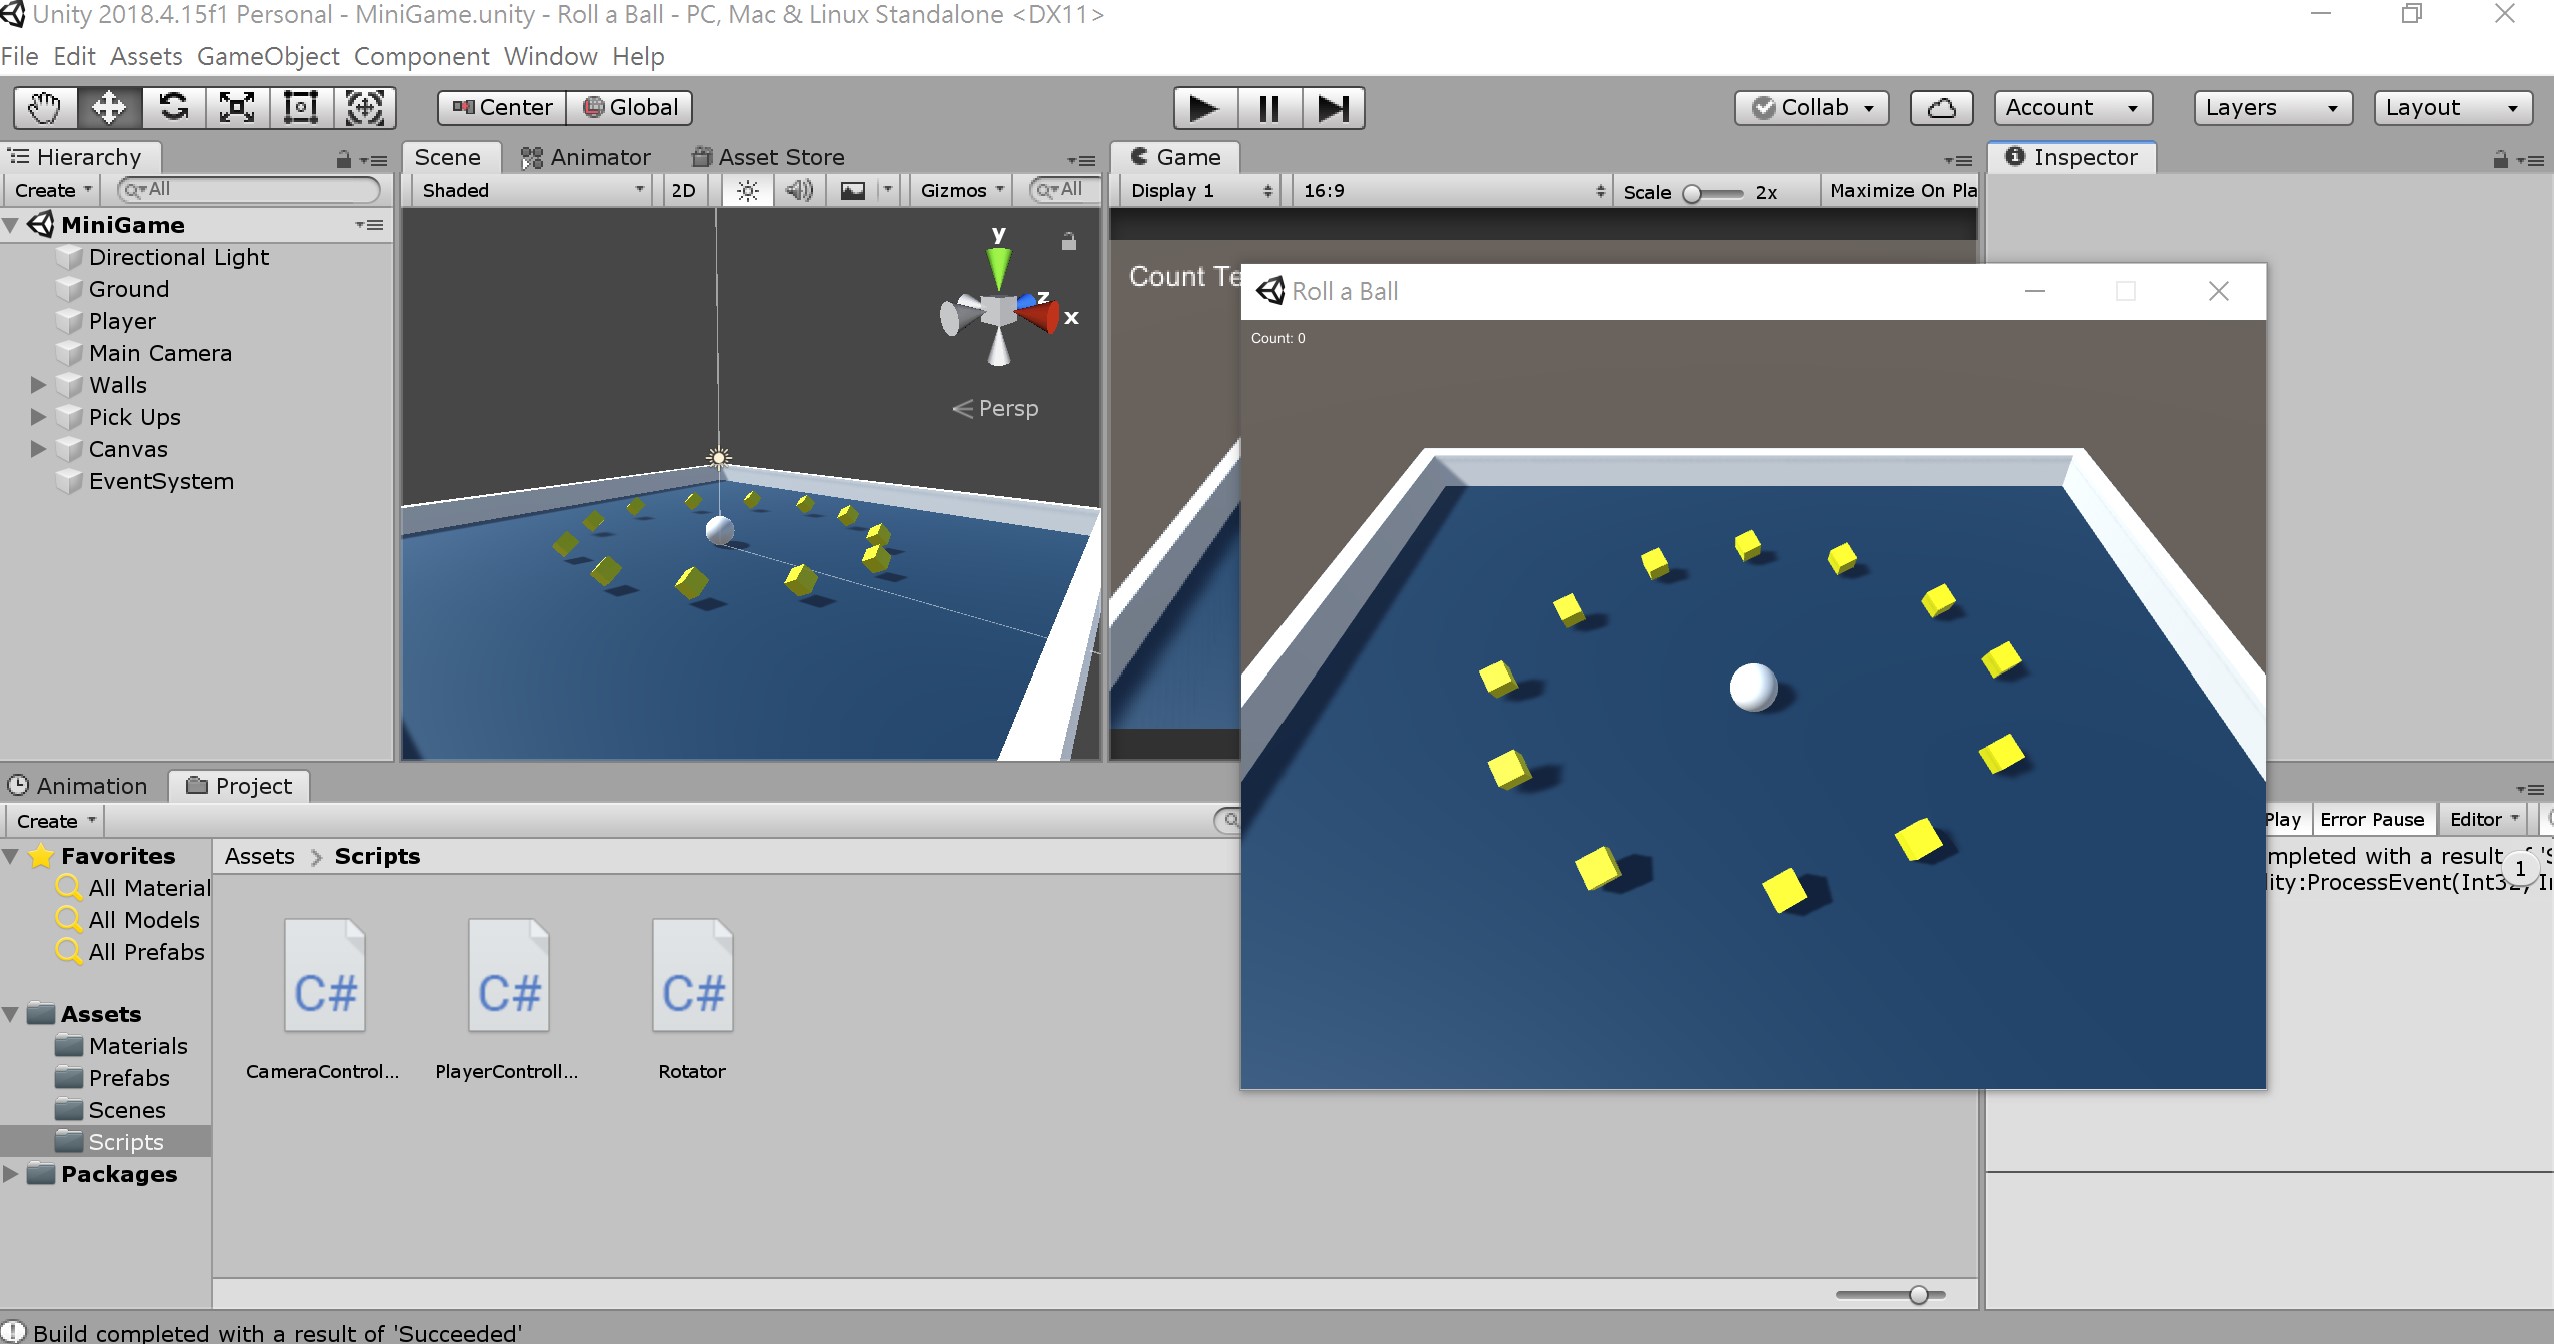 Unity 2018.4.15f1 Personal - MiniGame.unity - Roll a Ball - PC, Mac & Linux Standalone <DX11>
File Edit Assets GameObject Component Window Help
Center Global
Collab Account Layers Layout
Hierarchy
Create All
MiniGame
Directional Light
Ground
Player
Main Camera
Walls
Pick Ups
Canvas
EventSystem
Scene Animator Asset Store
Shaded 2D Gizmos All
y
z
x
Persp
Game
Display 1 16:9 Scale 2x Maximize On Pla
Count Te
Inspector
Roll a Ball
Count: 0
Animation Project
Create
Favorites
All Material
All Models
All Prefabs
Assets
Materials
Prefabs
Scenes
Scripts
Packages
Assets > Scripts
C# C# C#
CameraControl... PlayerControll... Rotator
Play Error Pause Editor
mpleted with a result of 'S
lity:ProcessEvent(Int32, I
1
Build completed with a result of 'Succeeded'